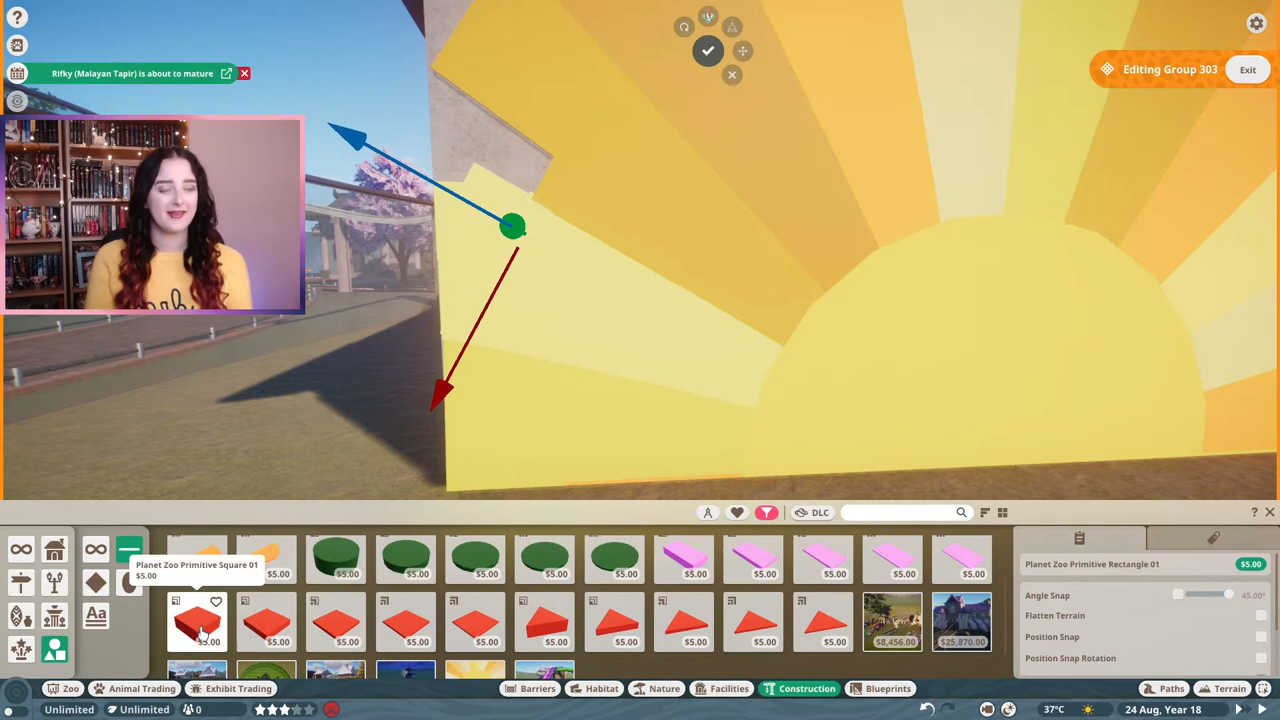 ?
Rifky (Malayan Tapir) is about to mature
Editing Group 303
Exit
DLC
Planet Zoo Primitive Square 01
$5.00
$5.00 $5.00 $5.00 $5.00 $5.00 $5.00 $5.00 $5.00 $5.00 $5.00 $5.00
$5.00 $5.00 $5.00 $5.00 $5.00 $5.00 $5.00 $5.00 $5.00 $5.00 $8,456.00 $25,870.00
Aa
Planet Zoo Primitive Rectangle 01 $5.00
Angle Snap 45.00°
Flatten Terrain
Position Snap
Position Snap Rotation
Zoo Animal Trading Exhibit Trading Barriers Habitat Nature Facilities Construction Blueprints Paths Terrain
Unlimited Unlimited 0 37°C 24 Aug, Year 18